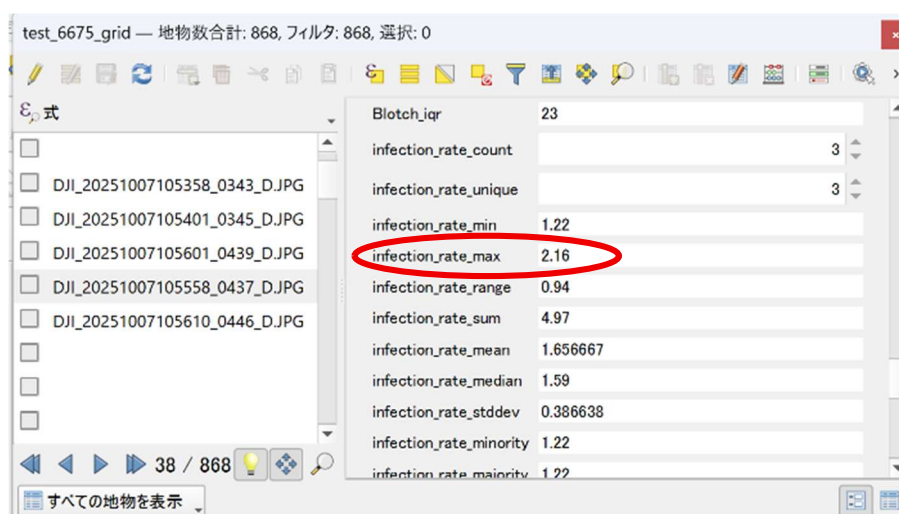 test_6675_grid — 地物数合計: 868, フィルタ: 868, 選択: 0
式
DJI_20251007105358_0343_D.JPG
DJI_20251007105401_0345_D.JPG
DJI_20251007105601_0439_D.JPG
DJI_20251007105558_0437_D.JPG
DJI_20251007105610_0446_D.JPG
38 / 868
すべての地物を表示
Blotch_iqr 23
infection_rate_count 3
infection_rate_unique 3
infection_rate_min 1.22
infection_rate_max 2.16
infection_rate_range 0.94
infection_rate_sum 4.97
infection_rate_mean 1.656667
infection_rate_median 1.59
infection_rate_stddev 0.386638
infection_rate_minority 1.22
infection_rate_majority 1.22